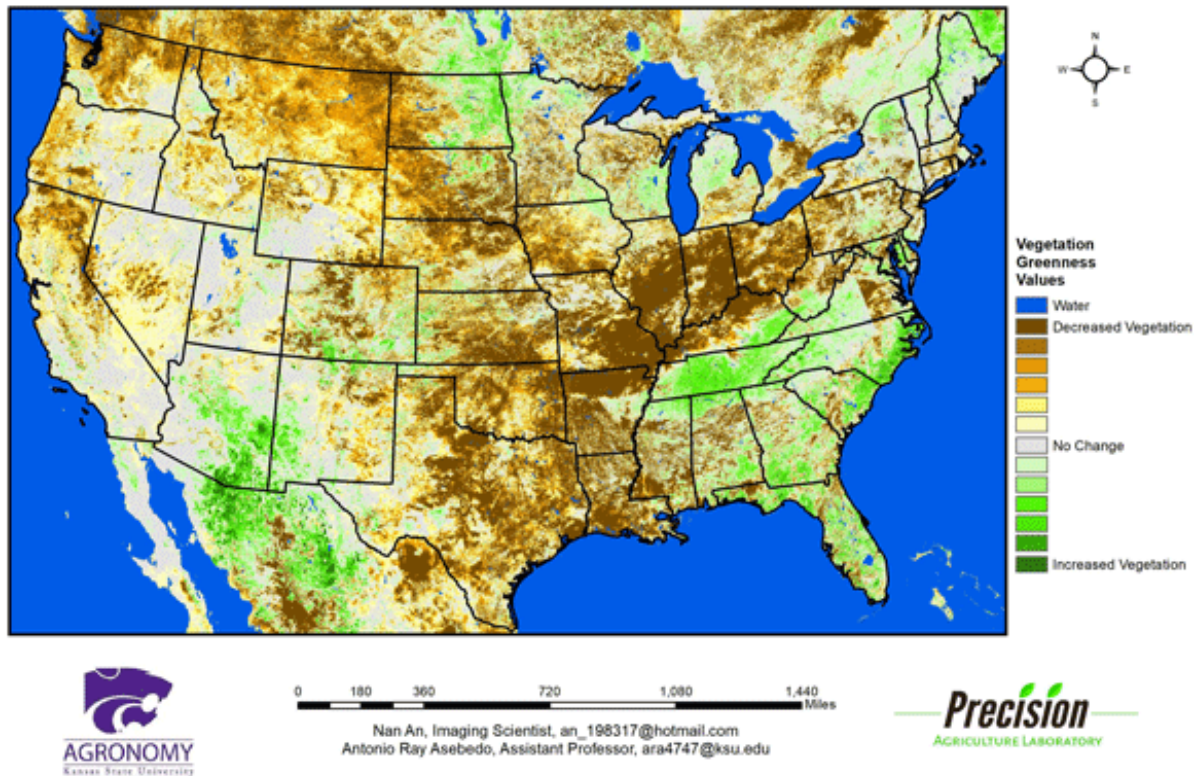 N
W E
S
Vegetation
Greenness
Values
Water
Decreased Vegetation
No Change
Increased Vegetation
0 180 360 720 1,080 1,440
Miles
Nan An, Imaging Scientist, an_198317@hotmail.com
Antonio Ray Asebedo, Assistant Professor, ara4747@ksu.edu
AGRONOMY
Kansas State University
Precision
AGRICULTURE LABORATORY